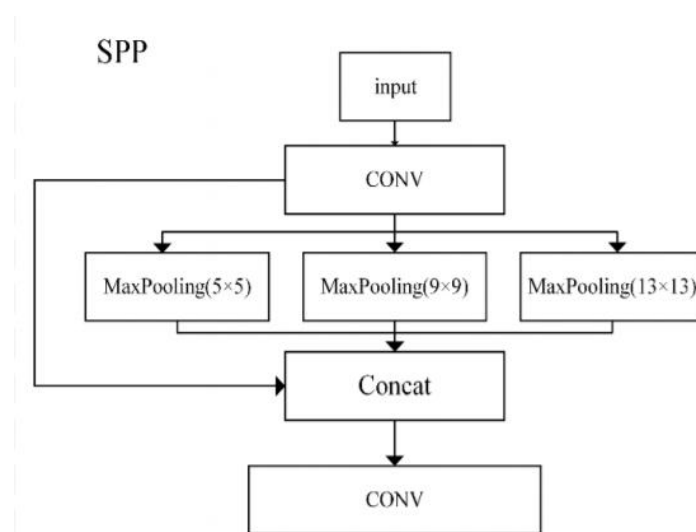 SPP
input
CONV
MaxPooling(5×5)
MaxPooling(9×9)
MaxPooling(13×13)
Concat
CONV